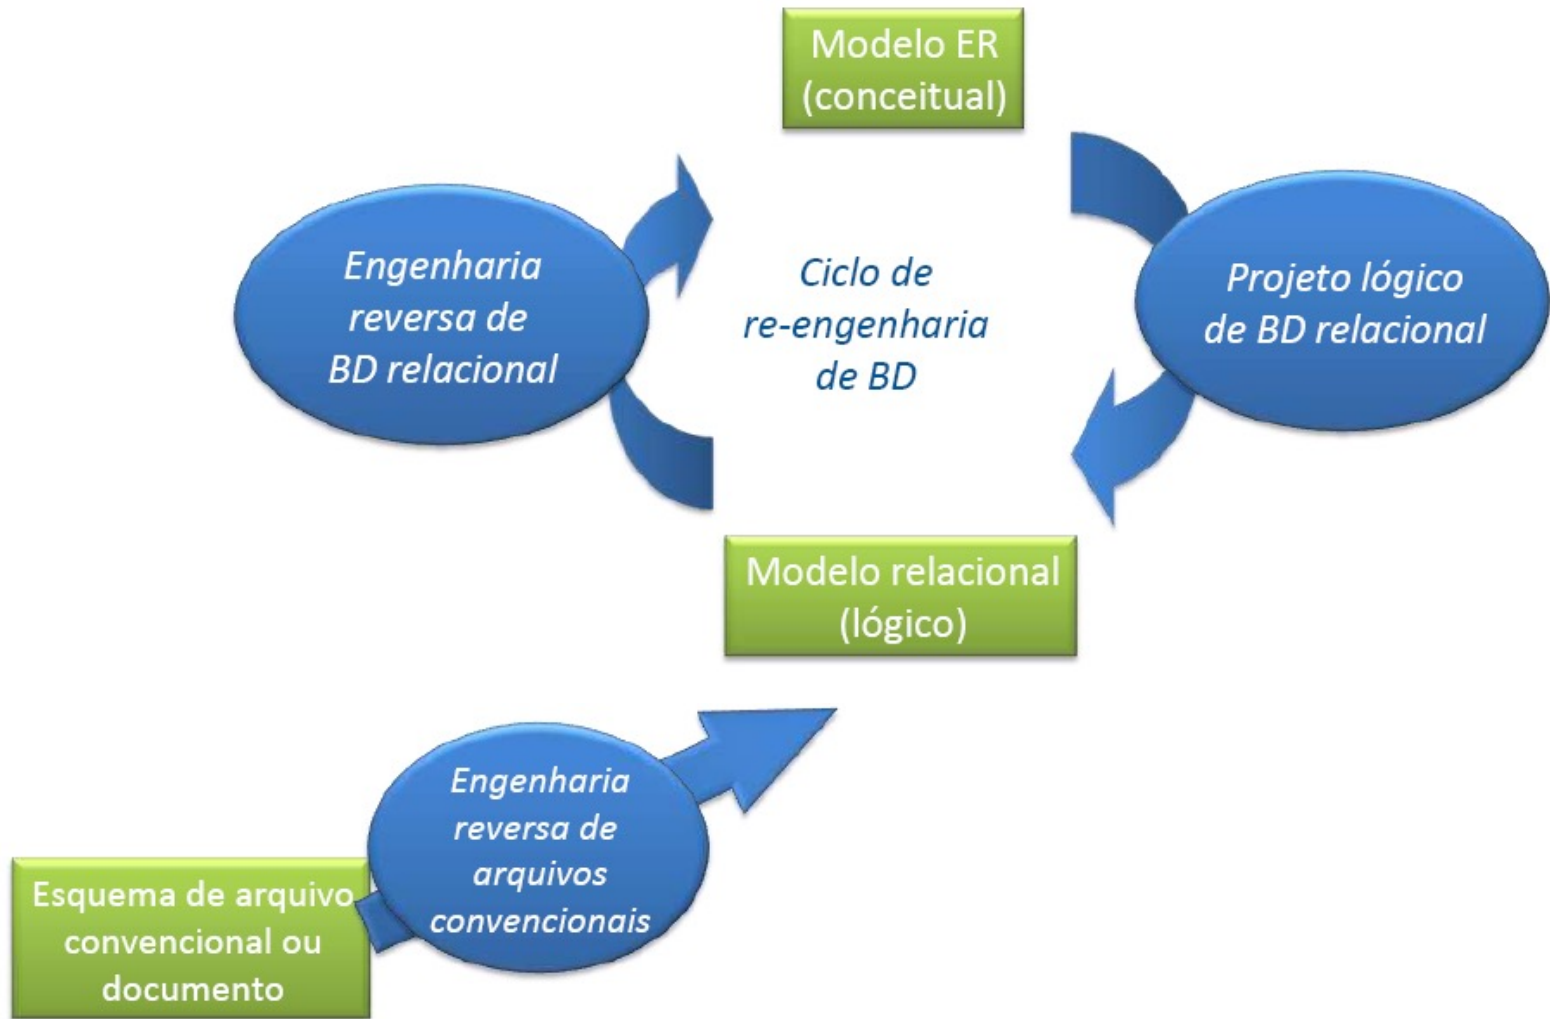 Modelo ER
(conceitual)
Engenharia
reversa de
BD relacional
Ciclo de
re-engenharia
de BD
Projeto lógico
de BD relacional
Modelo relacional
(lógico)
Engenharia
reversa de
arquivos
convencionais
Esquema de arquivo
convencional ou
documento